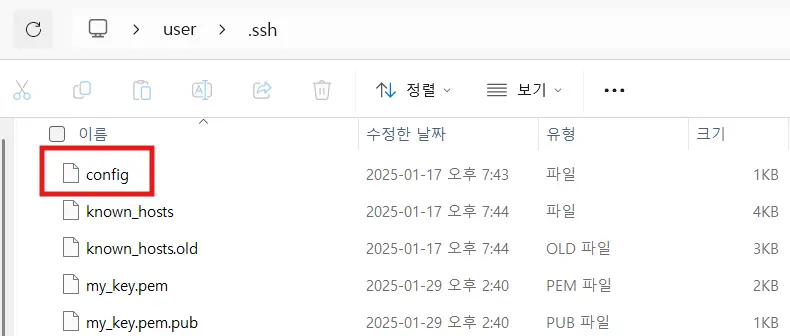 user > .ssh
정렬 보기
이름 수정한 날짜 유형 크기
config 2025-01-17 오후 7:43 파일 1KB
known_hosts 2025-01-17 오후 7:44 파일 4KB
known_hosts.old 2025-01-17 오후 7:44 OLD 파일 3KB
my_key.pem 2025-01-29 오후 2:40 PEM 파일 2KB
my_key.pem.pub 2025-01-29 오후 2:40 PUB 파일 1KB